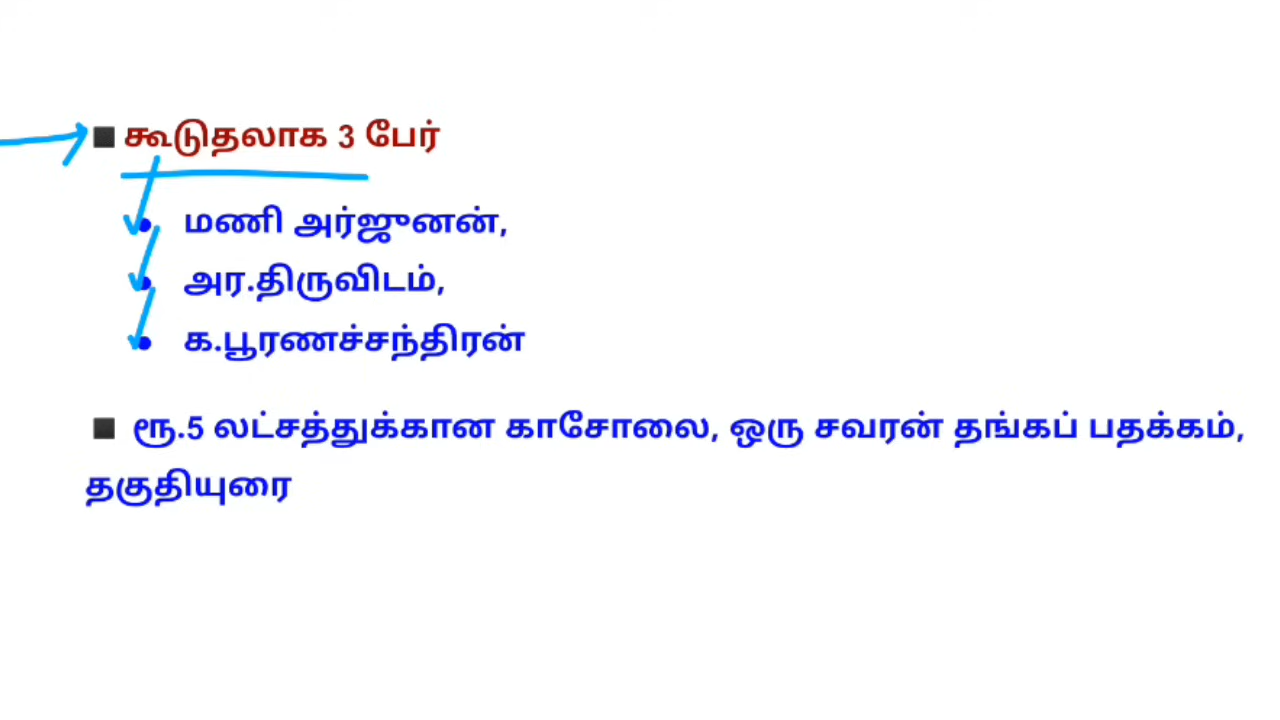 கூடுதலாக 3 பேர்
மணி அர்ஜுனன்,
அர.திருவிடம்,
க.பூரணச்சந்திரன்
ரூ.5 லட்சத்துக்கான காசோலை, ஒரு சவரன் தங்கப் பதக்கம்,
தகுதியுரை